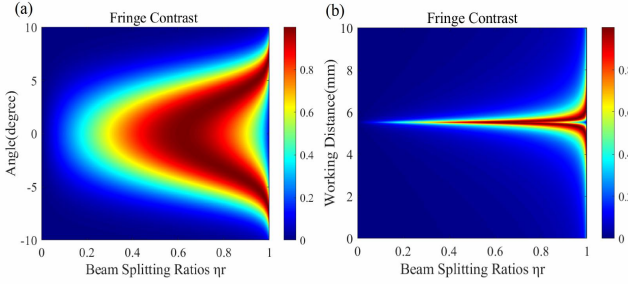 (a)
Fringe Contrast
Angle(degree)
10
5
0
-5
-10
0 0.2 0.4 0.6 0.8 1
Beam Splitting Ratios ηr
0.8
0.6
0.4
0.2
0
(b)
Fringe Contrast
Working Distance(mm)
10
8
6
4
2
0
0 0.2 0.4 0.6 0.8 1
Beam Splitting Ratios ηr
0.2
0